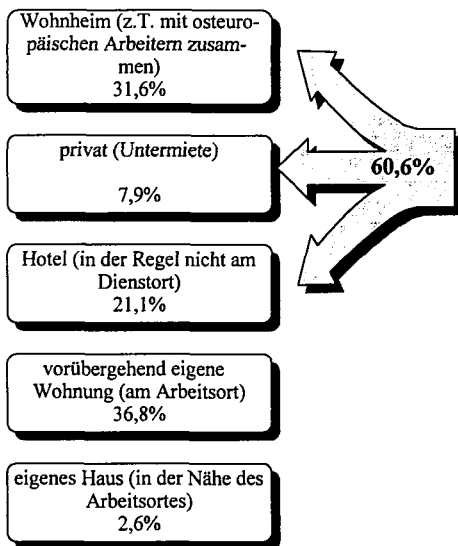 Wohnheim (z.T. mit osteuro-
päischen Arbeitern zusam-
men)
31,6%
privat (Untermiete)
7,9%
60,6%
Hotel (in der Regel nicht am
Dienstort)
21,1%
vorübergehend eigene
Wohnung (am Arbeitsort)
36,8%
eigenes Haus (in der Nähe des
Arbeitsortes)
2,6%